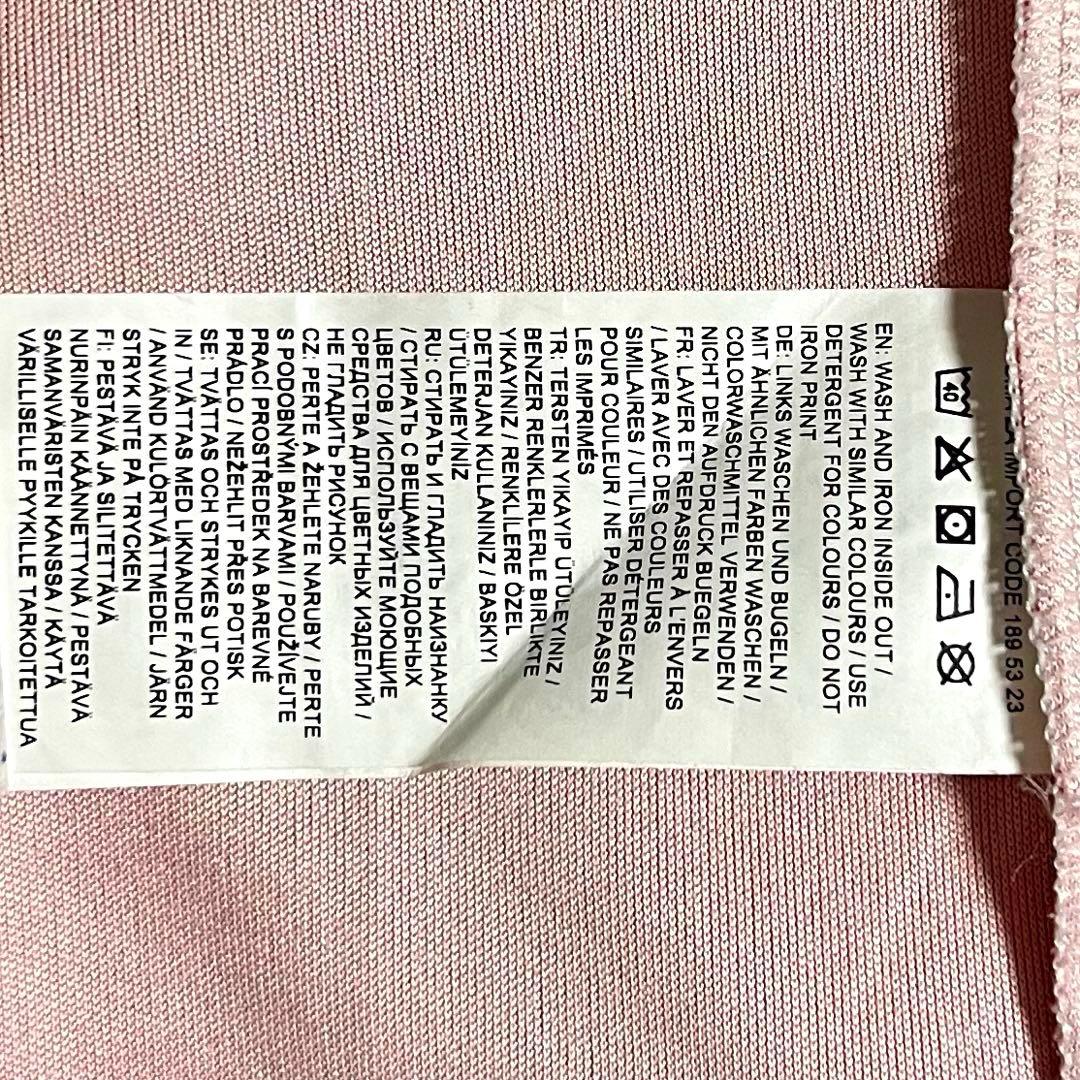 IMPORT CODE 189 53 23
40
EN: WASH AND IRON INSIDE OUT /
WASH WITH SIMILAR COLOURS / USE
DETERGENT FOR COLOURS / DO NOT
IRON PRINT
DE: LINKS WASCHEN UND BUGELN /
MIT ÄHNLICHEN FARBEN WASCHEN /
COLORWASCHMITTEL VERWENDEN /
NICHT DEN AUFDRUCK BUEGELN
FR: LAVER ET REPASSER À L'ENVERS
/ LAVER AVEC DES COULEURS
SIMILAIRES / UTILISER DÉTERGEANT
POUR COULEUR / NE PAS REPASSER
LES IMPRIMÉS
TR: TERSTEN YIKAYIP ÜTÜLEYINIZ /
BENZER RENKLERLE BIRLIKTE
YIKAYINIZ / RENKLİLERE ÖZEL
DETERJAN KULLANINIZ / BASKIYI
ÜTÜLEMEYİNİZ
RU: СТИРАТЬ И ГЛАДИТЬ НАИЗНАНКУ
/ СТИРАТЬ С ВЕЩАМИ ПОДОБНЫХ
ЦВЕТОВ / ИСПОЛЬЗУЙТЕ МОЮЩИЕ
СРЕДСТВА ДЛЯ ЦВЕТНЫХ ИЗДЕЛИЙ /
НЕ ГЛАДИТЬ РИСУНОК
CZ: PERTE A ŽEHLETE NARUBY / PERTE
S PODOBNÝMI BARVAMI / POUŽÍVEJTE
PRACÍ PROSTŘEDEK NA BAREVNÉ
PRÁDLO / NEŽEHLIT PŘES POTISK
SE: TVÄTTAS OCH STRYKES UT OCH
IN / TVÄTTAS MED LIKNANDE FÄRGER
/ ANVÄND KULÖRTVÄTTMEDEL / JÄRN
STRYK INTE PÅ TRYCKEN
FI: PESTÄVÄ JA SILITETTÄVÄ
NURINPÄIN KÄÄNNETTYNÄ / PESTÄVÄ
SAMANVÄRISTEN KANSSA / KÄYTÄ
VÄRILLISELLE PYYKILLE TARKOITETTUA